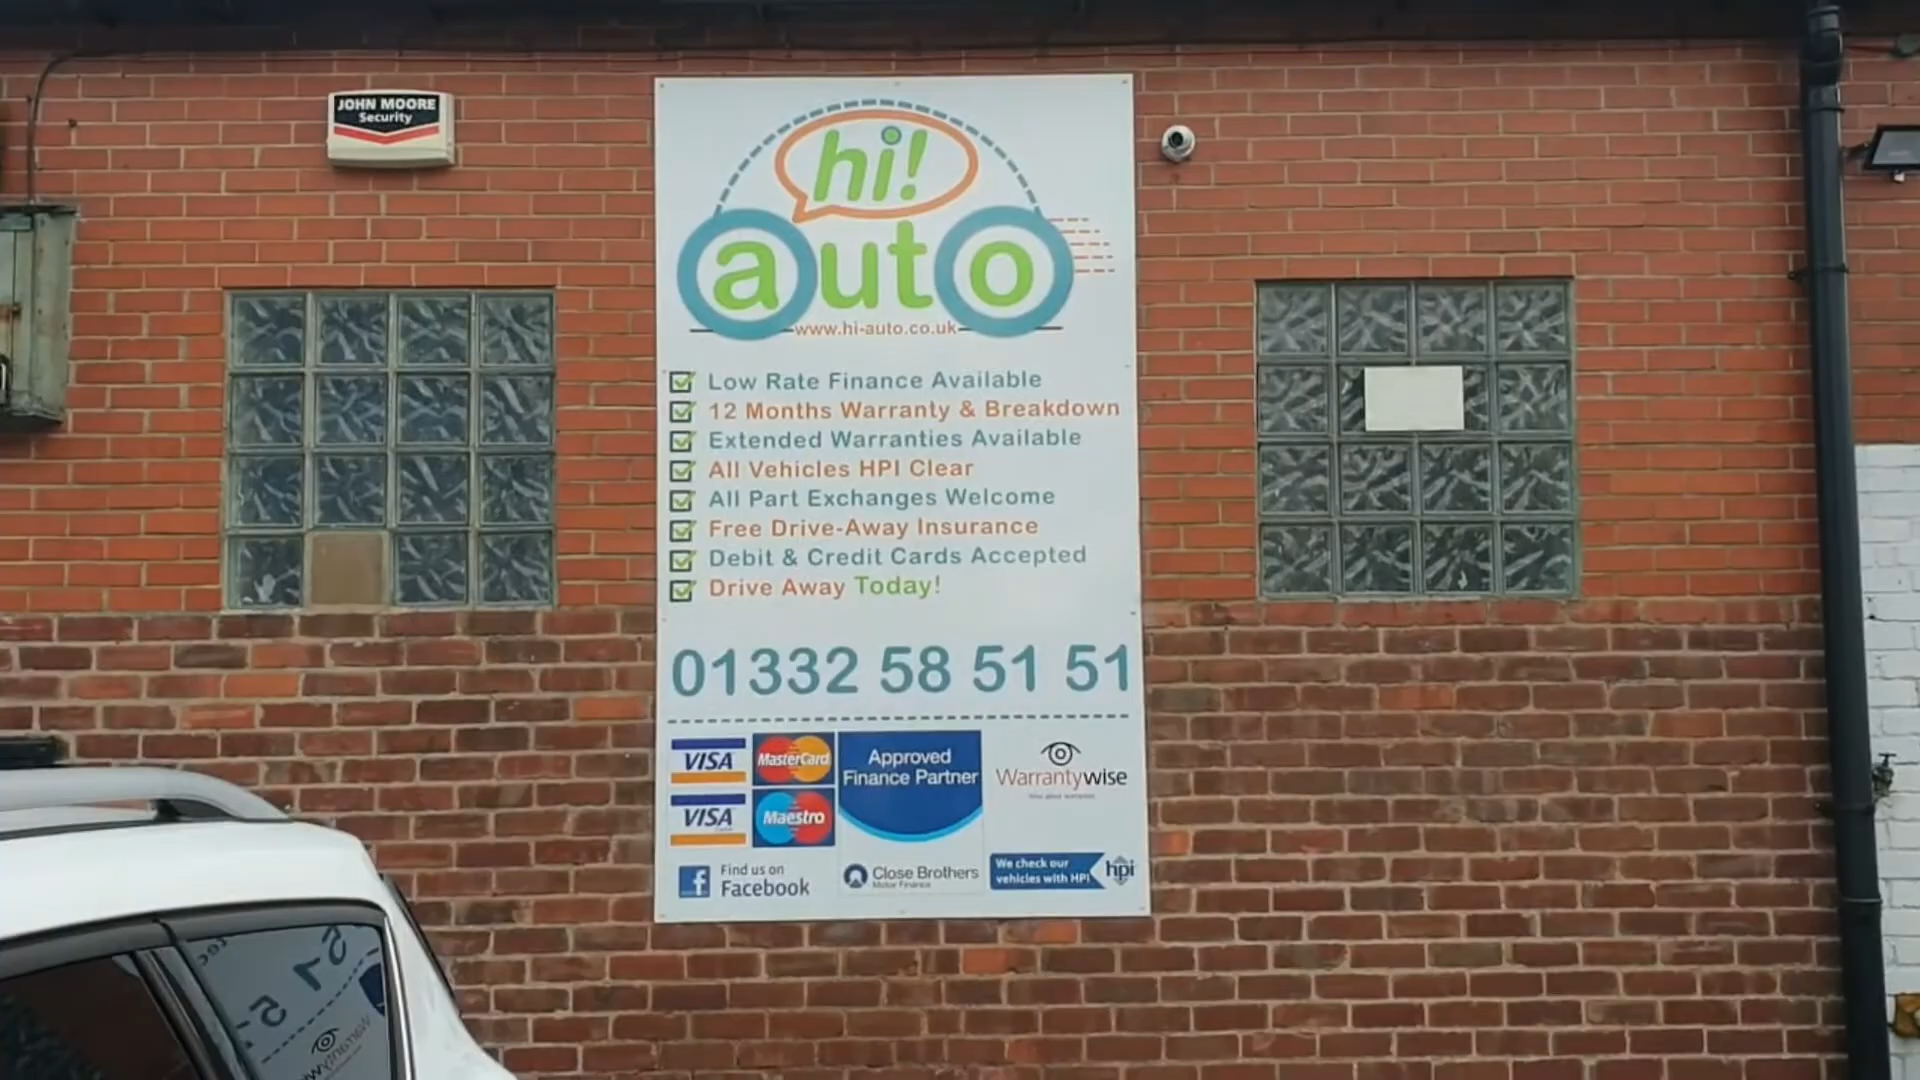 JOHN MOORE
Security
hi!
auto
www.hi-auto.co.uk
Low Rate Finance Available
12 Months Warranty & Breakdown
Extended Warranties Available
All Vehicles HPI Clear
All Part Exchanges Welcome
Free Drive-Away Insurance
Debit & Credit Cards Accepted
Drive Away Today!
01332 58 51 51
VISA
MasterCard
Approved
Finance Partner
Warrantywise
VISA
Maestro
Find us on
Facebook
Close Brothers
Motor Finance
We check our
vehicles with HPI
hpi